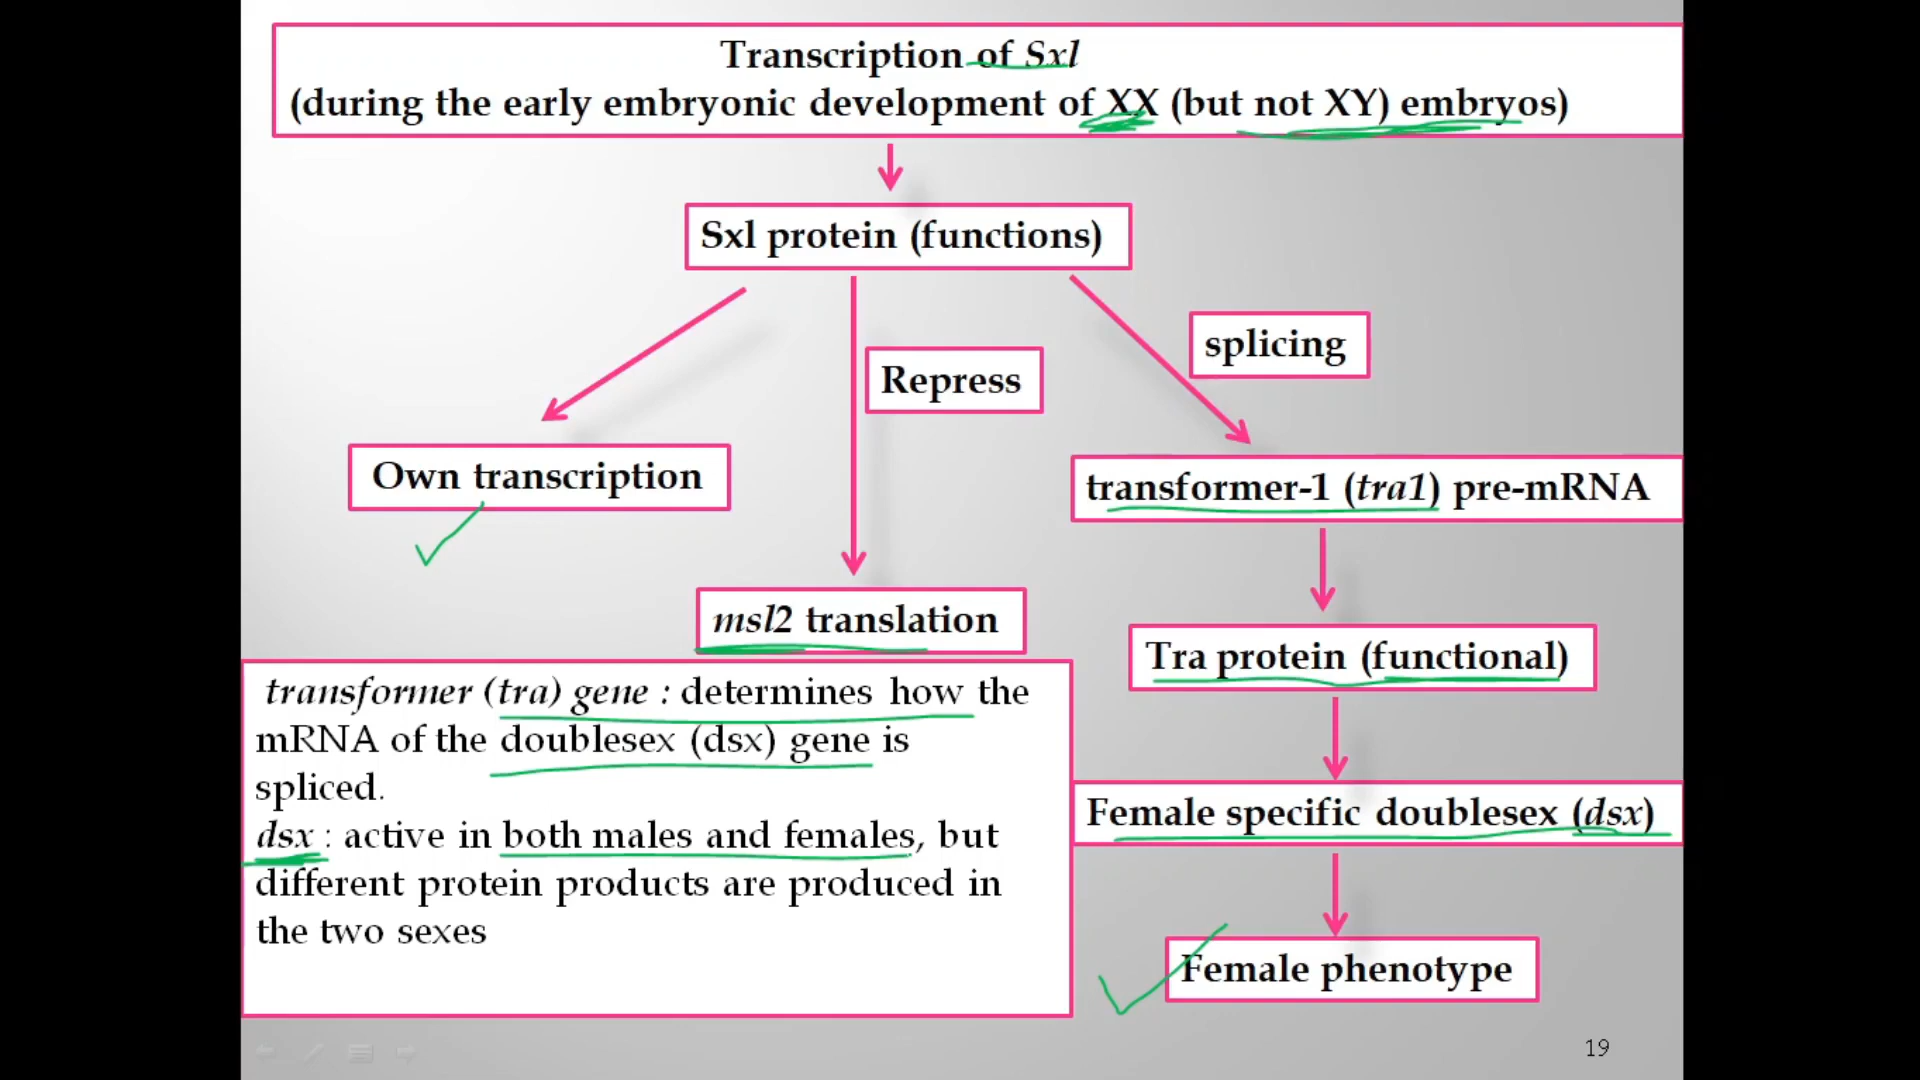 Transcription of Sxl
(during the early embryonic development of XX (but not XY) embryos)
Sxl protein (functions)
splicing
Repress
Own transcription
transformer-1 (tra1) pre-mRNA
msl2 translation
Tra protein (functional)
transformer (tra) gene : determines how the
mRNA of the doublesex (dsx) gene is
spliced.
dsx : active in both males and females, but
different protein products are produced in
the two sexes
Female specific doublesex (dsx)
Female phenotype
19